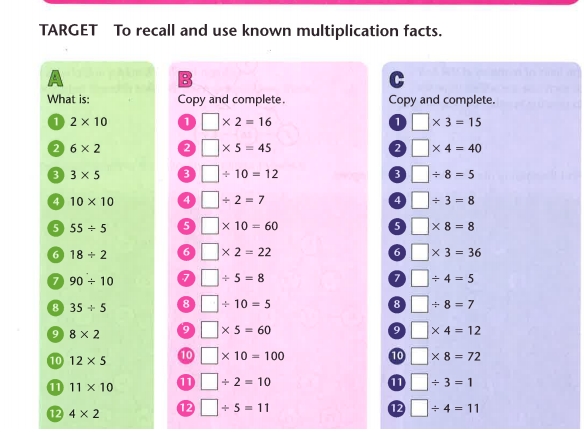 TARGET To recall and use known multiplication facts.
A
What is:
1 2 × 10
2 6 × 2
3 3 × 5
4 10 × 10
5 55 ÷ 5
6 18 ÷ 2
7 90 ÷ 10
8 35 ÷ 5
9 8 × 2
10 12 × 5
11 11 × 10
12 4 × 2
B
Copy and complete.
1 □ × 2 = 16
2 □ × 5 = 45
3 □ ÷ 10 = 12
4 □ ÷ 2 = 7
5 □ × 10 = 60
6 □ × 2 = 22
7 □ ÷ 5 = 8
8 □ ÷ 10 = 5
9 □ × 5 = 60
10 □ × 10 = 100
11 □ ÷ 2 = 10
12 □ ÷ 5 = 11
C
Copy and complete.
1 □ × 3 = 15
2 □ × 4 = 40
3 □ ÷ 8 = 5
4 □ ÷ 3 = 8
5 □ × 8 = 8
6 □ × 3 = 36
7 □ ÷ 4 = 5
8 □ ÷ 8 = 7
9 □ × 4 = 12
10 □ × 8 = 72
11 □ ÷ 3 = 1
12 □ ÷ 4 = 11